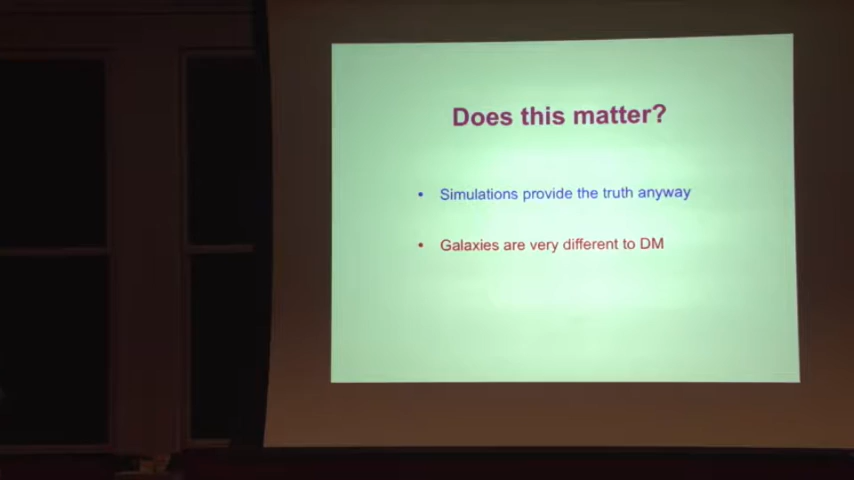 Does this matter?
• Simulations provide the truth anyway
• Galaxies are very different to DM